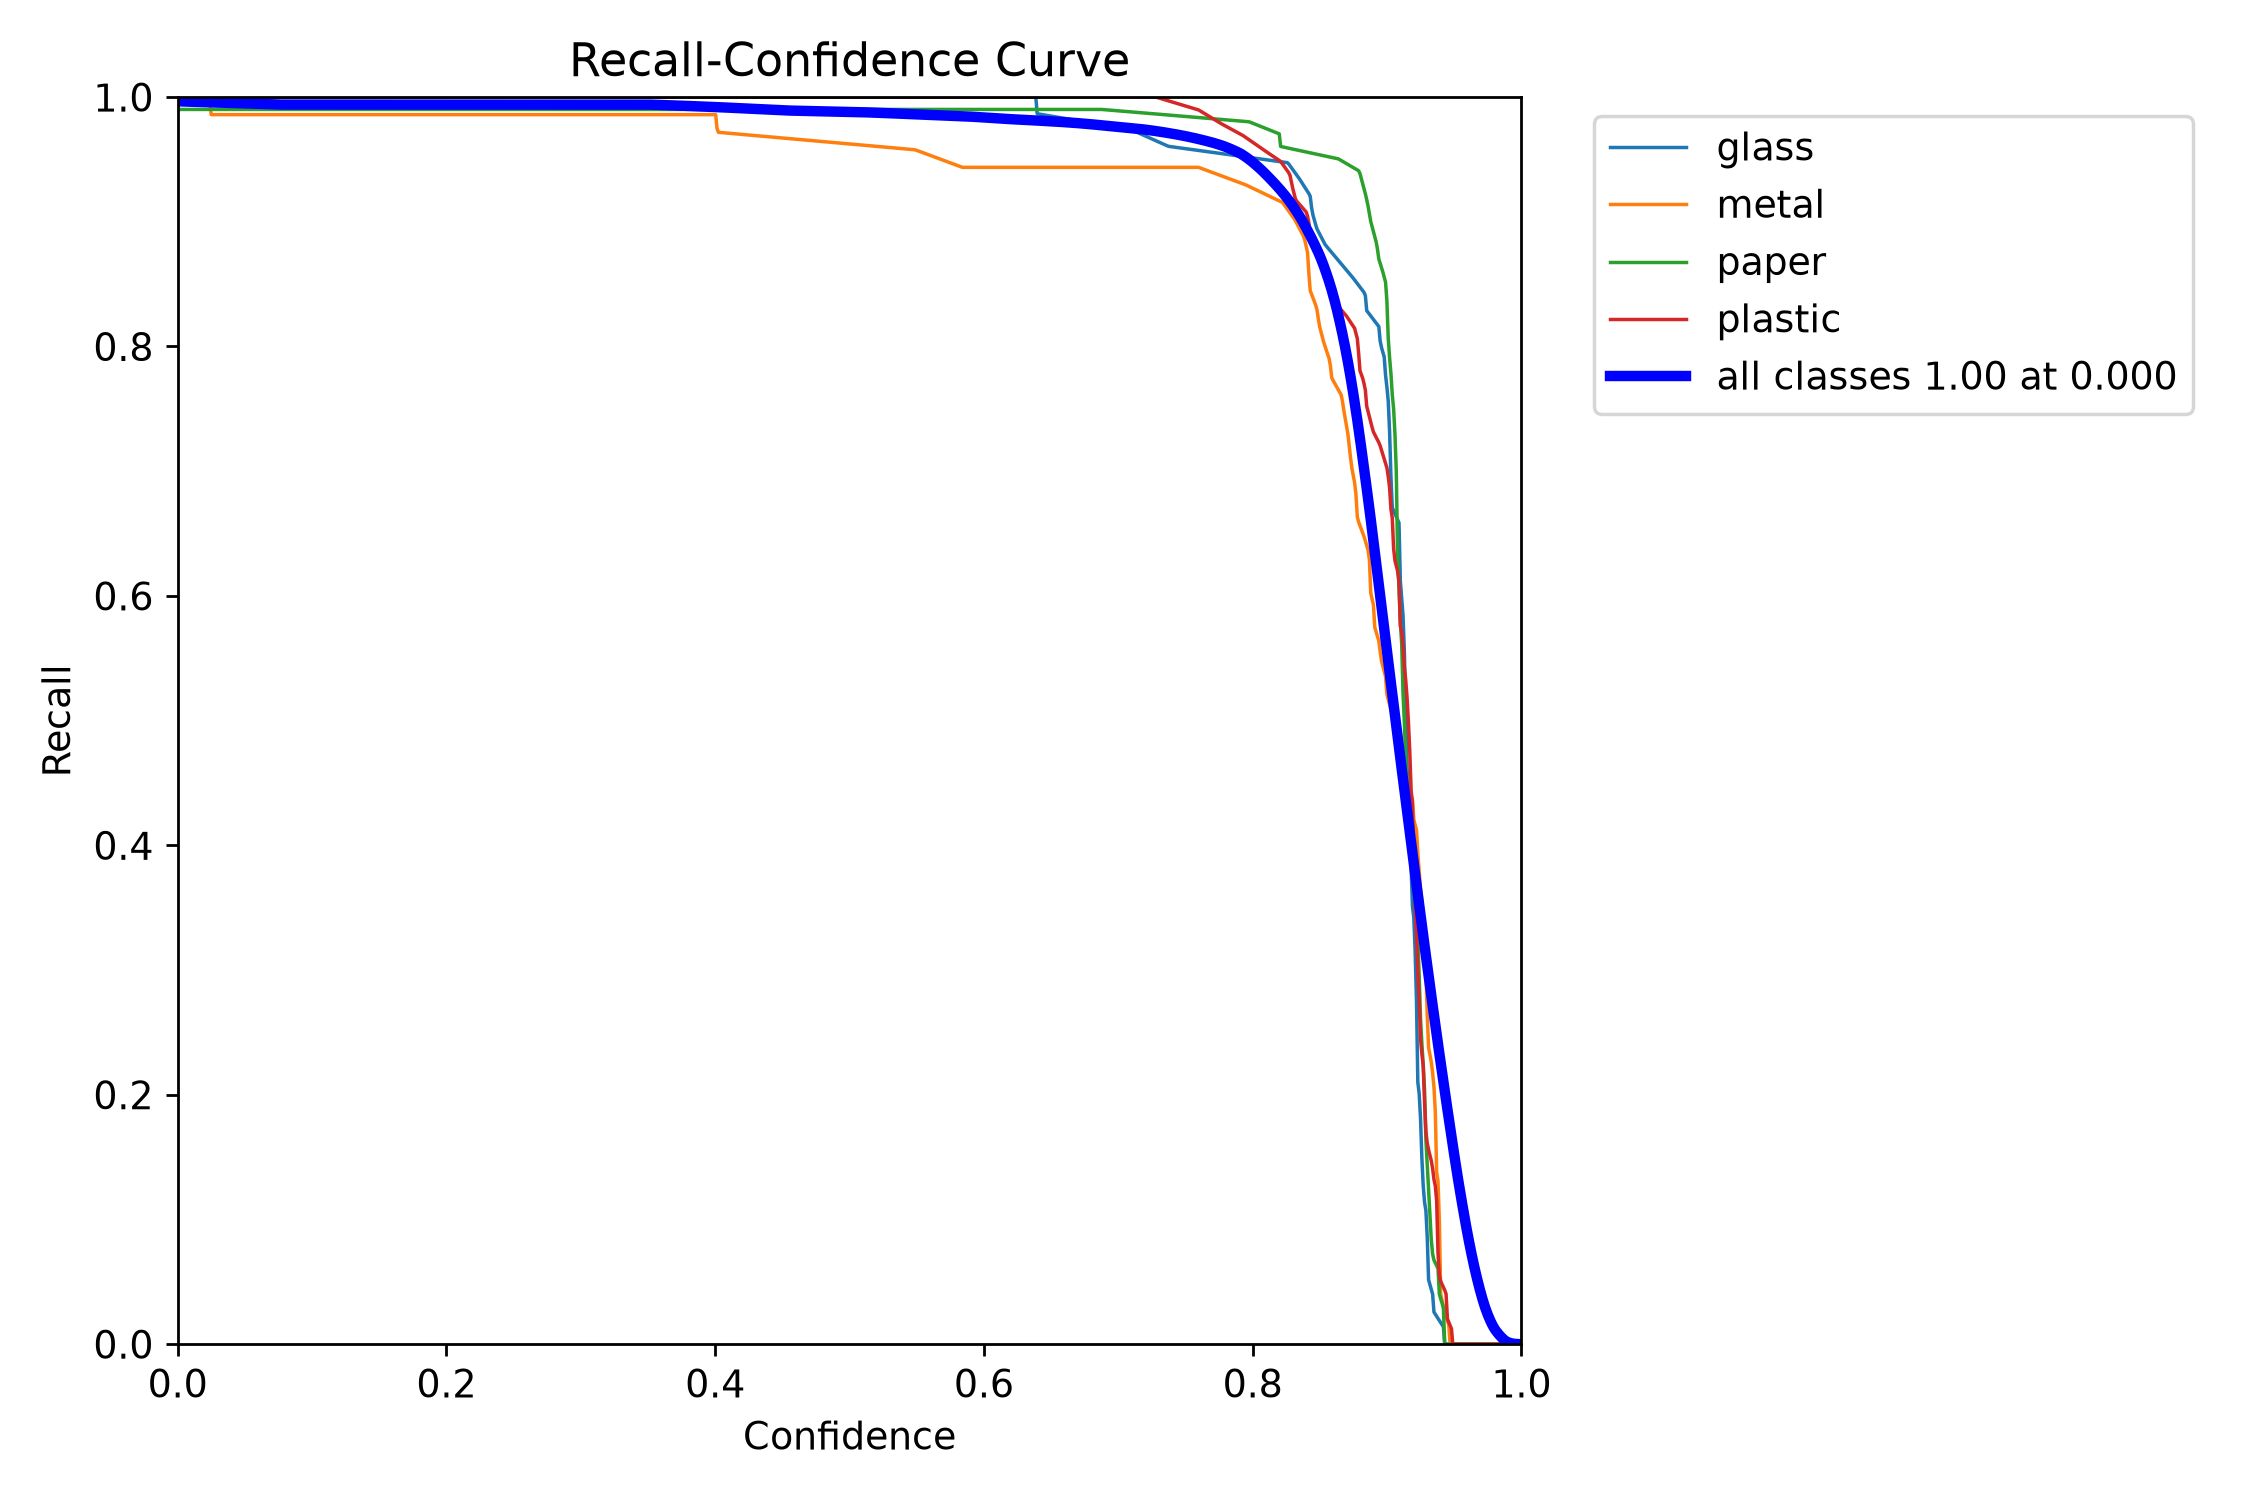 Recall-Confidence Curve
1.0
0.8
0.6
0.4
0.2
0.0
Recall
0.0 0.2 0.4 0.6 0.8 1.0
Confidence
glass
metal
paper
plastic
all classes 1.00 at 0.000